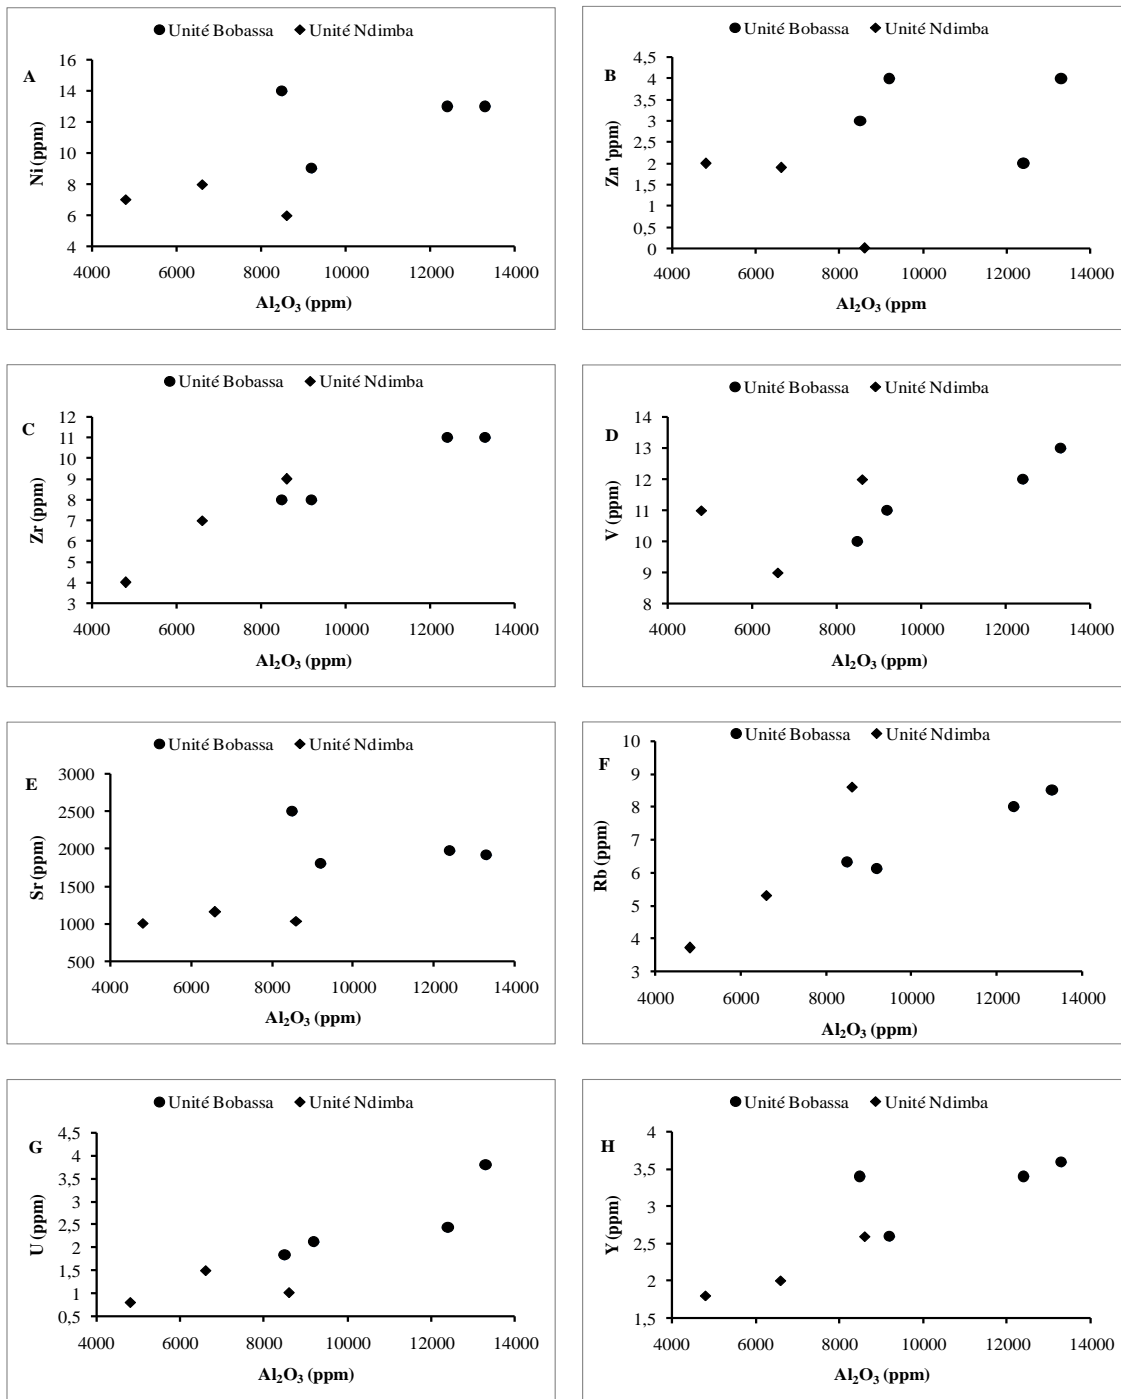 Unité Bobassa Unité Ndimba
A
16
14
12
10
8
6
4
Ni (ppm)
4000 6000 8000 10000 12000 14000
Al₂O₃ (ppm)
Unité Bobassa Unité Ndimba
B
4,5
4
3,5
3
2,5
2
1,5
1
0,5
0
Zn 'ppm)
4000 6000 8000 10000 12000 14000
Al₂O₃ (ppm
Unité Bobassa Unité Ndimba
C
12
11
10
9
8
7
6
5
4
3
Zr (ppm)
4000 6000 8000 10000 12000 14000
Al₂O₃ (ppm)
Unité Bobassa Unité Ndimba
D
14
13
12
11
10
9
8
V (ppm)
4000 6000 8000 10000 12000 14000
Al₂O₃ (ppm)
Unité Bobassa Unité Ndimba
E
3000
2500
2000
1500
1000
500
Sr (ppm)
4000 6000 8000 10000 12000 14000
Al₂O₃ (ppm)
Unité Bobassa Unité Ndimba
F
10
9
8
7
6
5
4
3
Rb (ppm)
4000 6000 8000 10000 12000 14000
Al₂O₃ (ppm)
Unité Bobassa Unité Ndimba
G
4,5
4
3,5
3
2,5
2
1,5
1
0,5
U (ppm)
4000 6000 8000 10000 12000 14000
Al₂O₃ (ppm)
Unité Bobassa Unité Ndimba
H
4
3,5
3
2,5
2
1,5
Y (ppm)
4000 6000 8000 10000 12000 14000
Al₂O₃ (ppm)